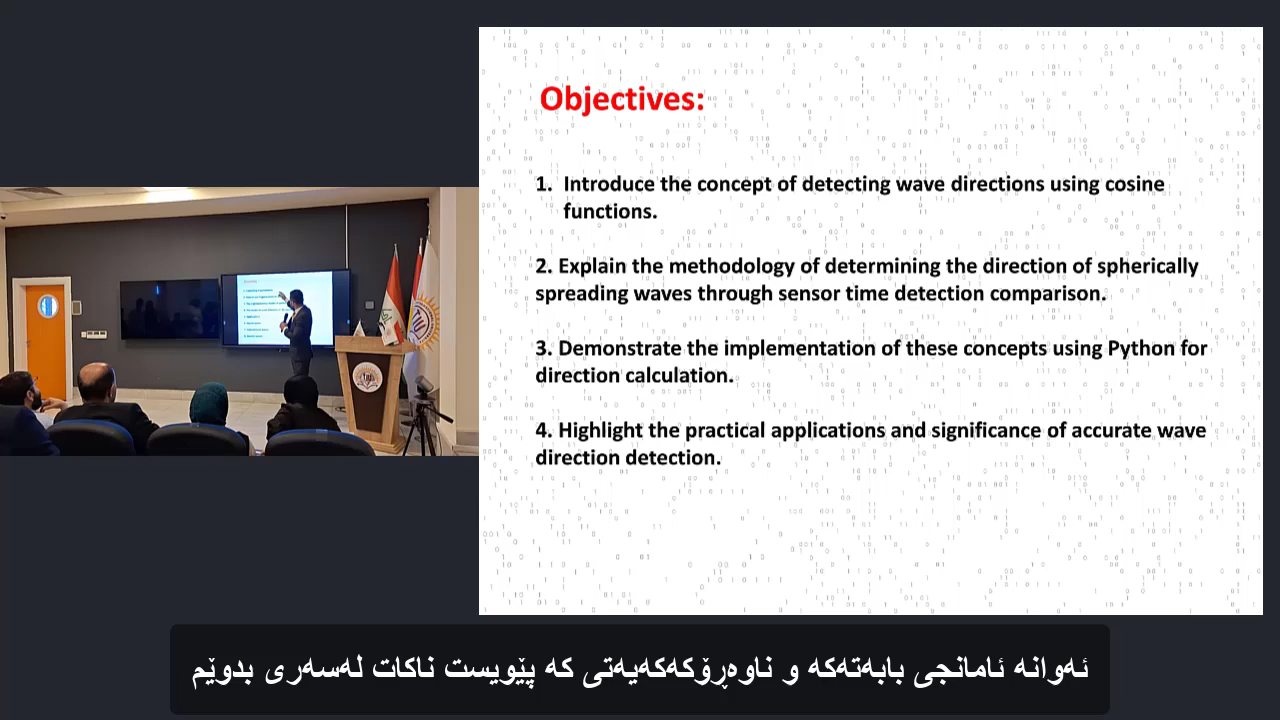 Objectives:
1. Introduce the concept of detecting wave directions using cosine
functions.
2. Explain the methodology of determining the direction of spherically
spreading waves through sensor time detection comparison.
3. Demonstrate the implementation of these concepts using Python for
direction calculation.
4. Highlight the practical applications and significance of accurate wave
direction detection.
ئەوانە ئامانجی بابەتەکە و ناوەڕۆکەکەیەتی کە پێویست ناکات لەسەری بدوێم